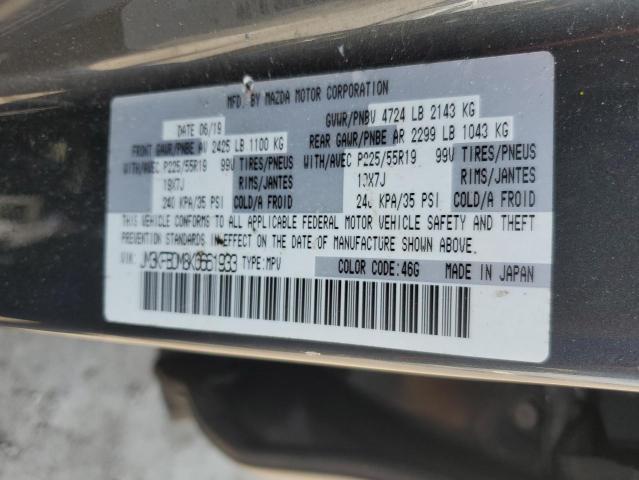 MFD. BY MAZDA MOTOR CORPORATION
DATE 06/19 GVWR/PNBV 4724 LB 2143 KG
FRONT GAWR/PNBE AV 2425 LB 1100 KG REAR GAWR/PNBE AR 2299 LB 1043 KG
WITH/AVEC P225/55R19 99V TIRES/PNEUS WITH/AVEC P225/55R19 99V TIRES/PNEUS
19X7J RIMS/JANTES 19X7J RIMS/JANTES
240 KPA/35 PSI COLD/A FROID 240 KPA/35 PSI COLD/A FROID
THIS VEHICLE CONFORMS TO ALL APPLICABLE FEDERAL MOTOR VEHICLE SAFETY AND THEFT
PREVENTION STANDARDS IN EFFECT ON THE DATE OF MANUFACTURE SHOWN ABOVE.
VIN: TYPE:MPV COLOR CODE:46G MADE IN JAPAN